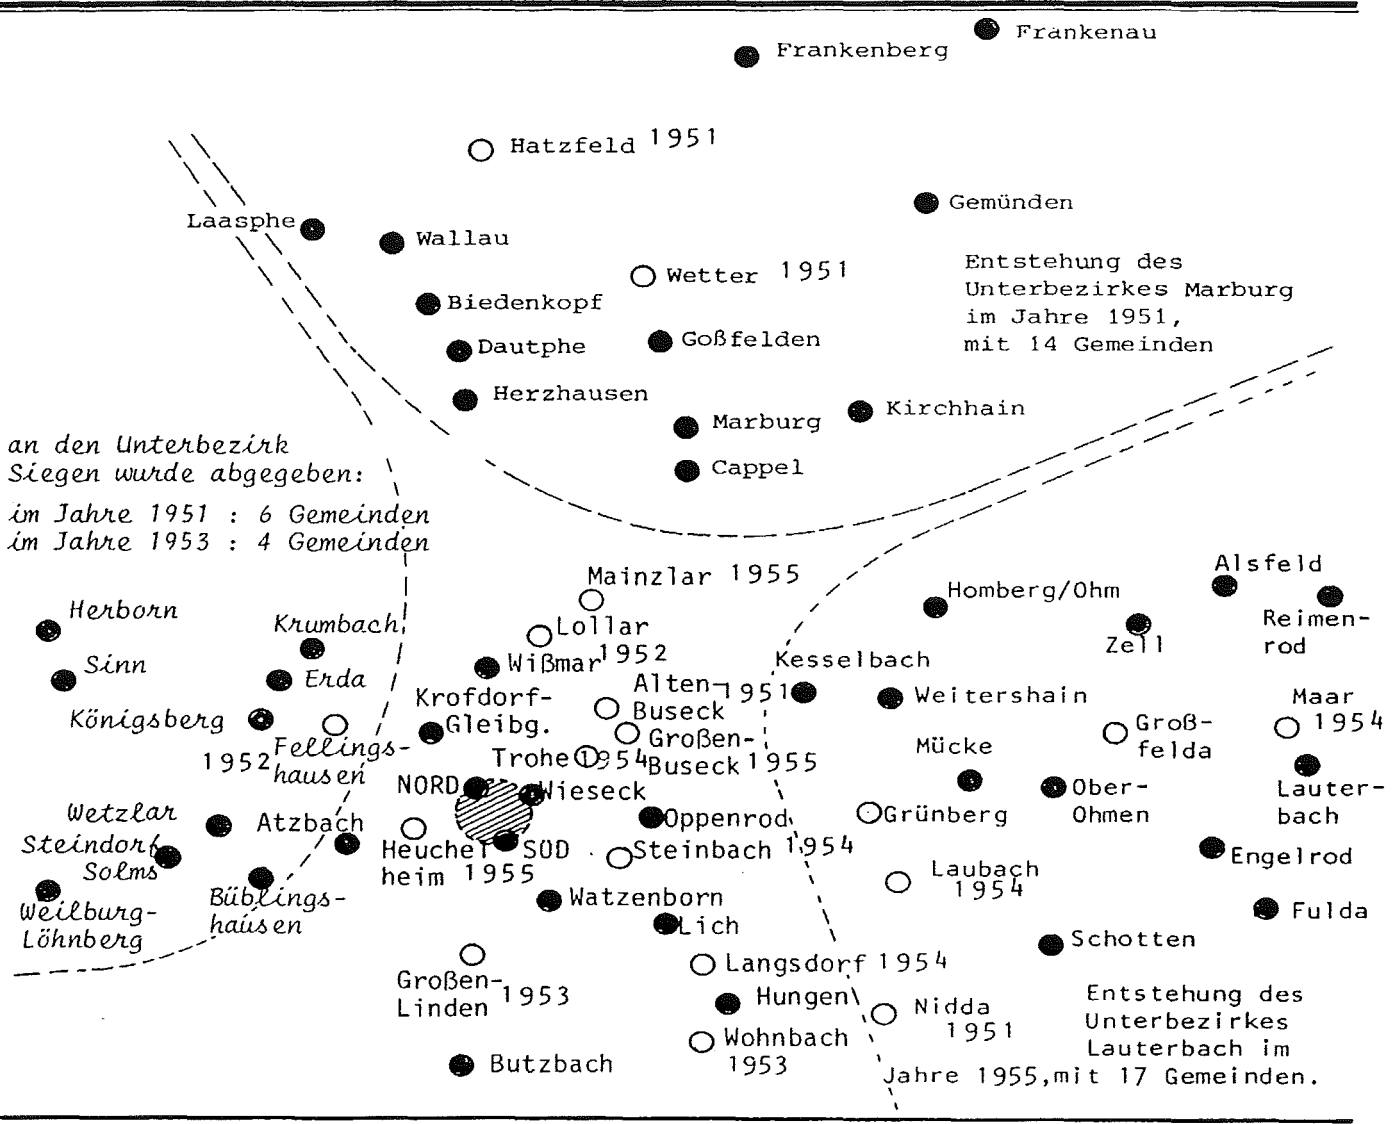 Frankenau
Frankenberg
Hatzfeld 1951
Gemünden
Laasphe
Wallau
Wetter 1951
Entstehung des
Unterbezirkes Marburg
im Jahre 1951,
mit 14 Gemeinden
Biedenkopf
Goßfelden
Dautphe
Herzhausen
Kirchhain
Marburg
Cappel
an den Unterbezirk
Siegen wurde abgegeben:
im Jahre 1951 : 6 Gemeinden
im Jahre 1953 : 4 Gemeinden
Herborn
Krumbach
Sinn
Erda
Königsberg
1952
Fellings-
hausen
Wetzlar
Steindorf
Solms
Atzbach
Weilburg-
Löhnberg
Büblings-
hausen
Mainzlar 1955
Lollar
1952
Wißmar
Krofdorf-
Gleibg.
Alten-
Buseck
1951
Großen-
Buseck 1955
Trohe 1954
NORD
Wieseck
SÜD
Oppenrod
Heuchel
heim 1955
Steinbach 1954
Watzenborn
Lich
Großen-
Linden
1953
Langsdorf 1954
Hungen
Wohnbach
1953
Butzbach
Alsfeld
Homberg/Ohm
Reimen-
rod
Zell
Kesselbach
Weitershain
Maar
1954
Groß-
felda
Mücke
Lauter-
bach
Ober-
Ohmen
Grünberg
Engelrod
Laubach
1954
Fulda
Schotten
Nidda
1951
Entstehung des
Unterbezirkes
Lauterbach im
Jahre 1955,mit 17 Gemeinden.